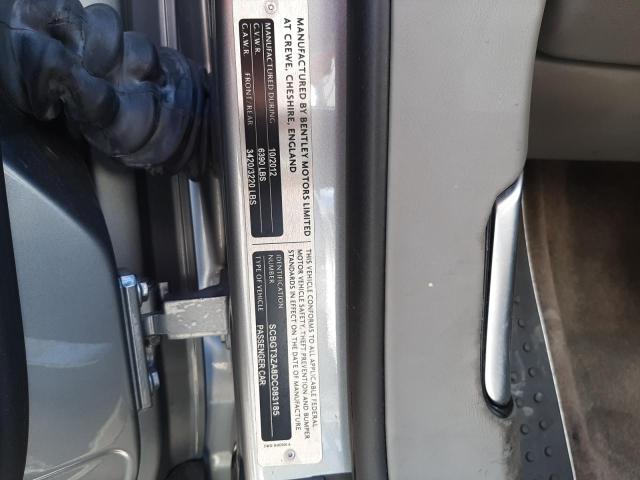 MANUFACTURED BY BENTLEY MOTORS LIMITED
AT CREWE, CHESHIRE, ENGLAND
MANUFACTURED DURING 10/2012
G.V.W.R. 6390 LBS
G.A.W.R. FRONT/REAR 3420/3220 LBS
THIS VEHICLE CONFORMS TO ALL APPLICABLE FEDERAL
MOTOR VEHICLE SAFETY, THEFT PREVENTION AND BUMPER
STANDARDS IN EFFECT ON THE DATE OF MANUFACTURE
IDENTIFICATION
NUMBER SCBGT3ZA8DC083185
TYPE OF VEHICLE PASSENGER CAR